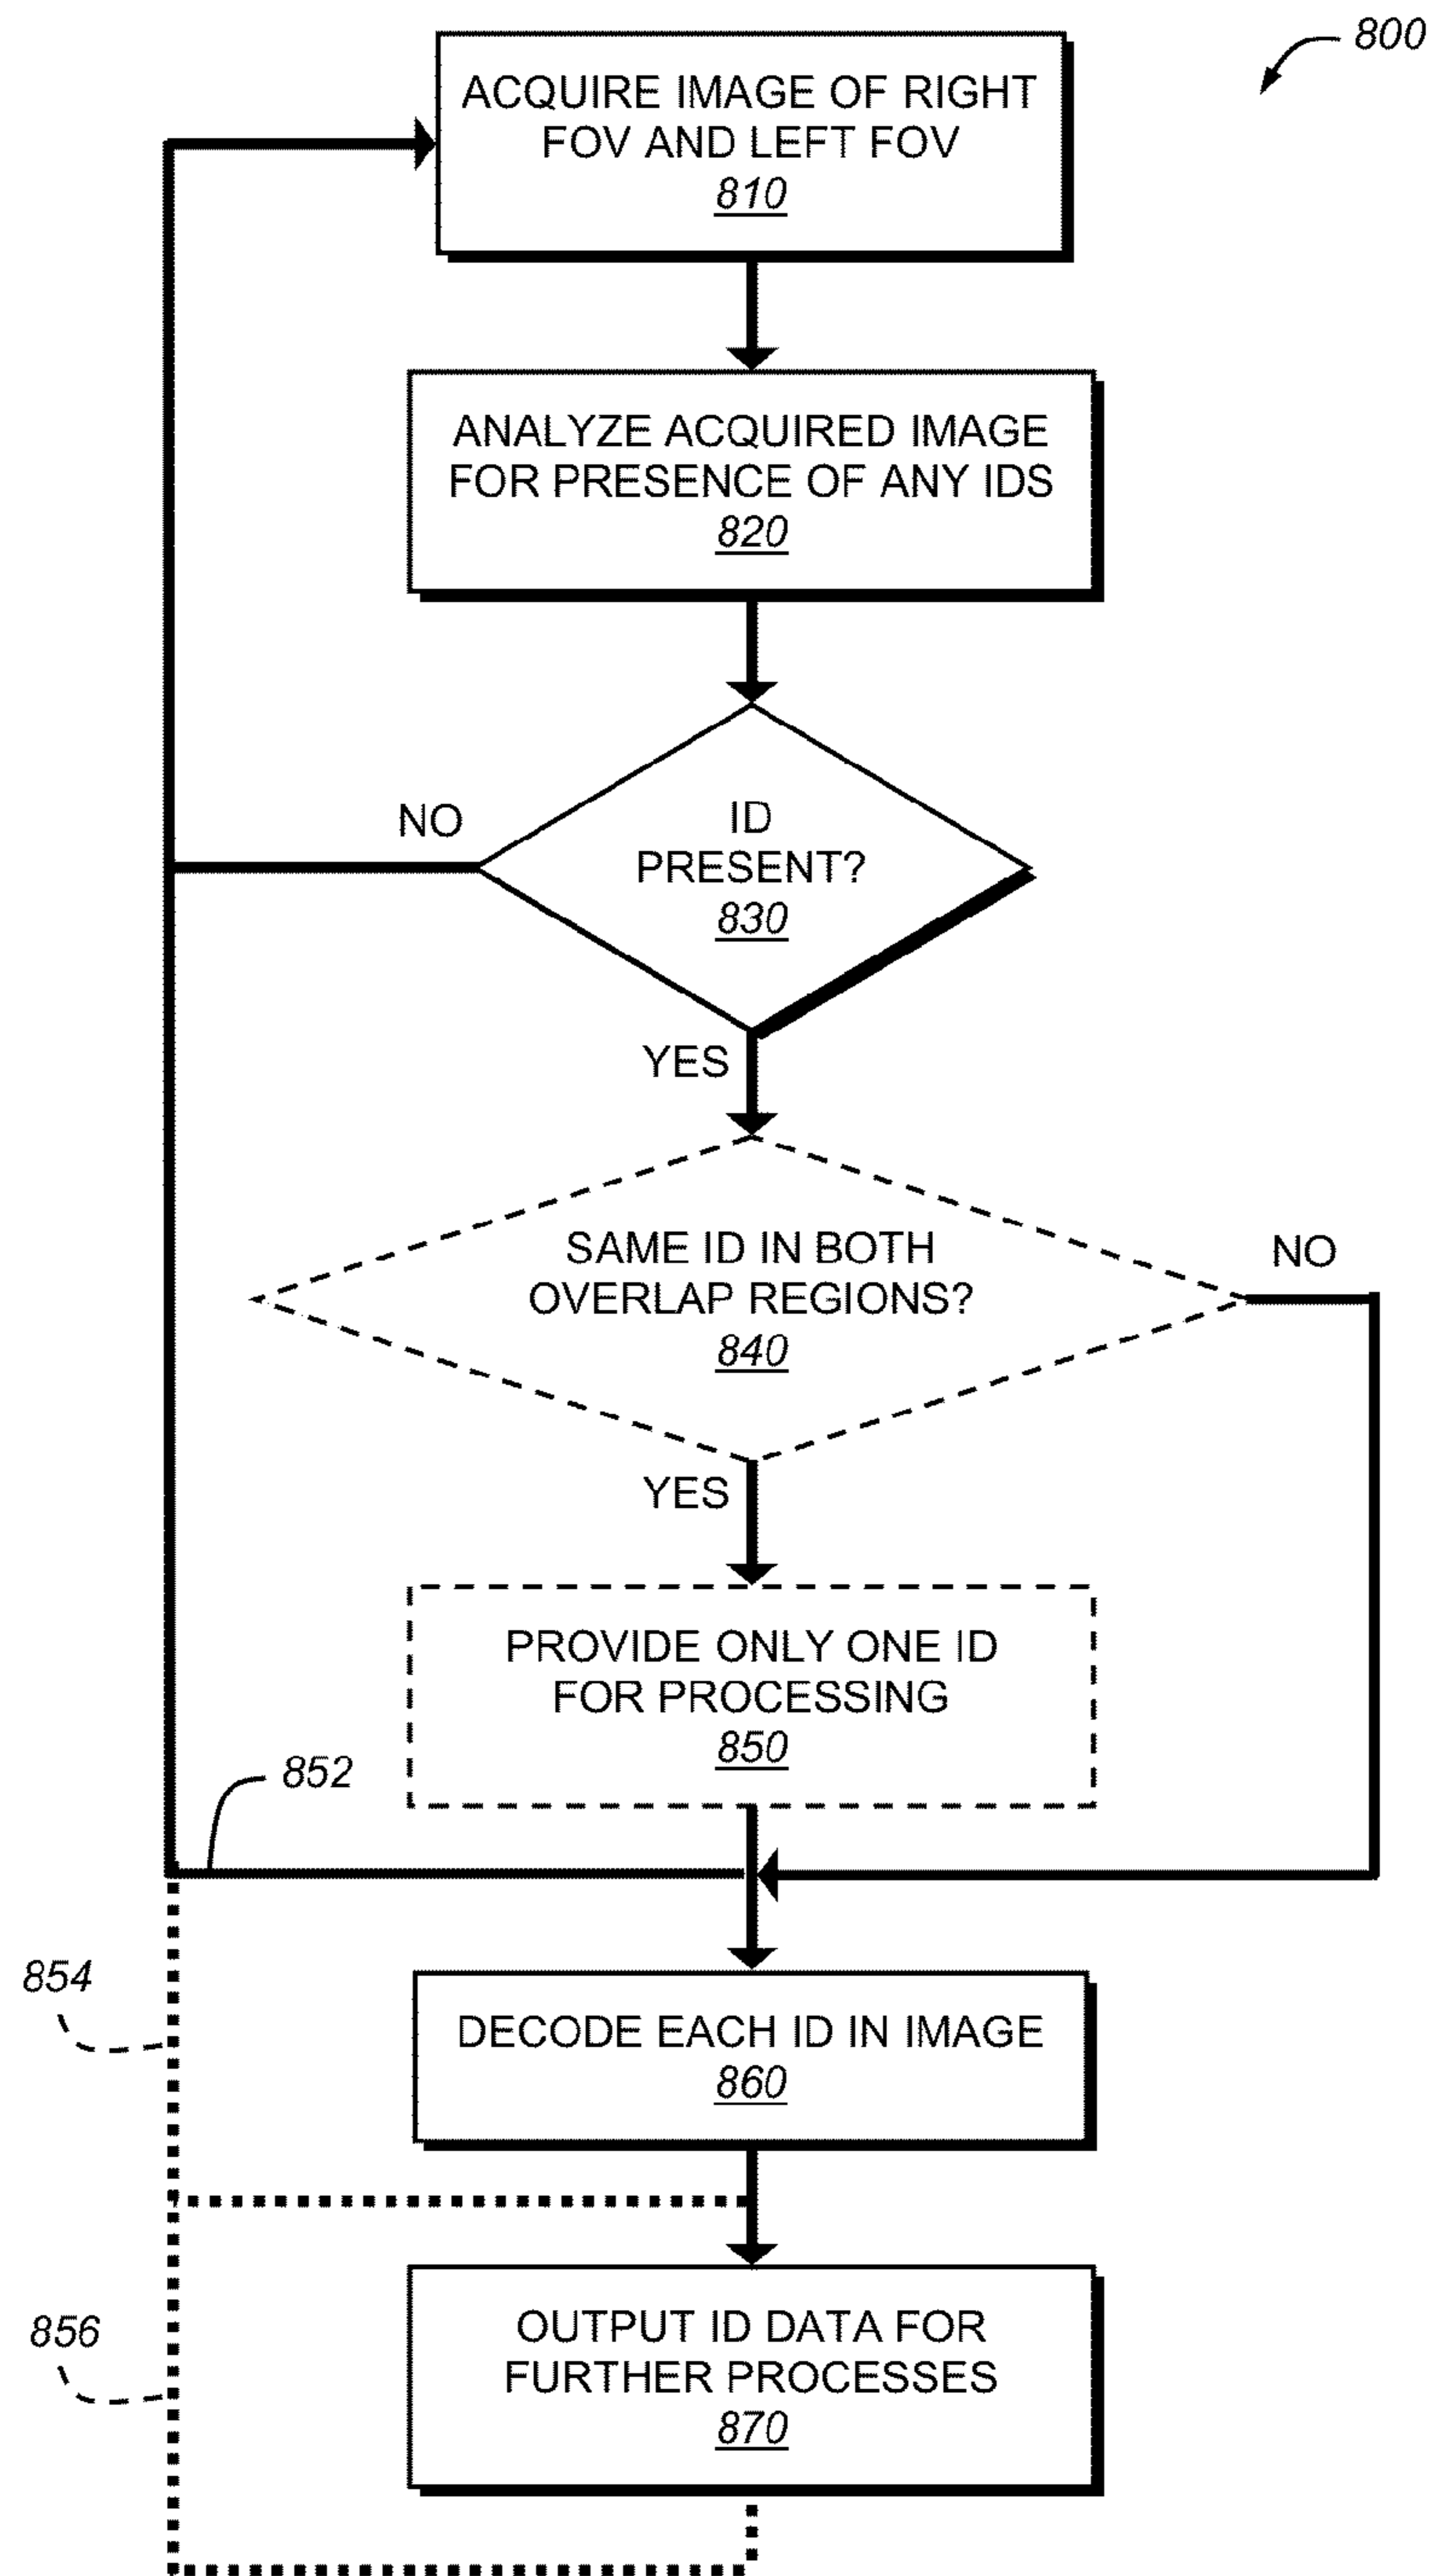 800
ACQUIRE IMAGE OF RIGHT
FOV AND LEFT FOV
810
ANALYZE ACQUIRED IMAGE
FOR PRESENCE OF ANY IDS
820
NO
ID
PRESENT?
830
YES
SAME ID IN BOTH
OVERLAP REGIONS?
840
NO
YES
PROVIDE ONLY ONE ID
FOR PROCESSING
850
852
854
DECODE EACH ID IN IMAGE
860
856
OUTPUT ID DATA FOR
FURTHER PROCESSES
870